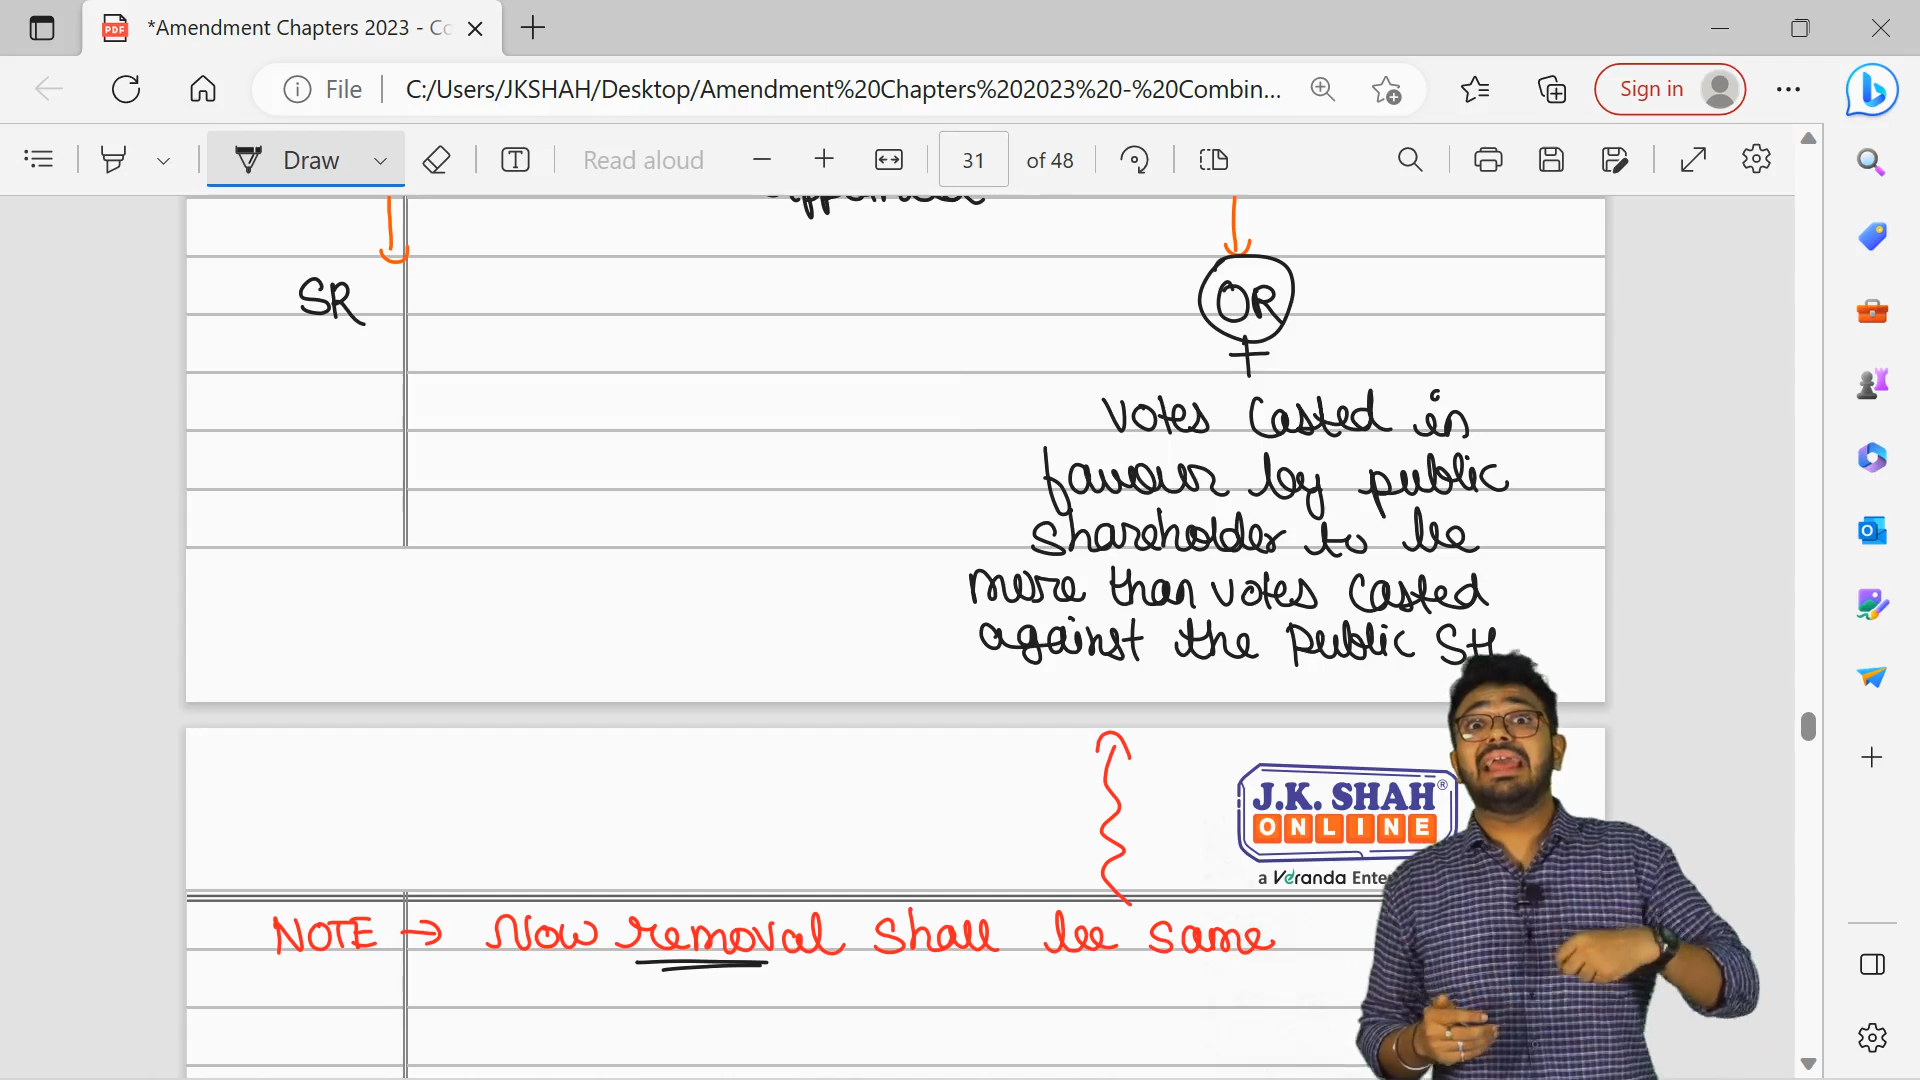 *Amendment Chapters 2023 - Co
File
C:/Users/JKSHAH/Desktop/Amendment%20Chapters%202023%20-%20Combin...
Sign in
Draw
Read aloud
31
of 48
appointed
SR
OR
Votes Casted in
favour by public
shareholder to be
more than votes casted
against the public SH
J.K. SHAH®
ONLINE
a Veranda Enter
NOTE → Now removal shall be same